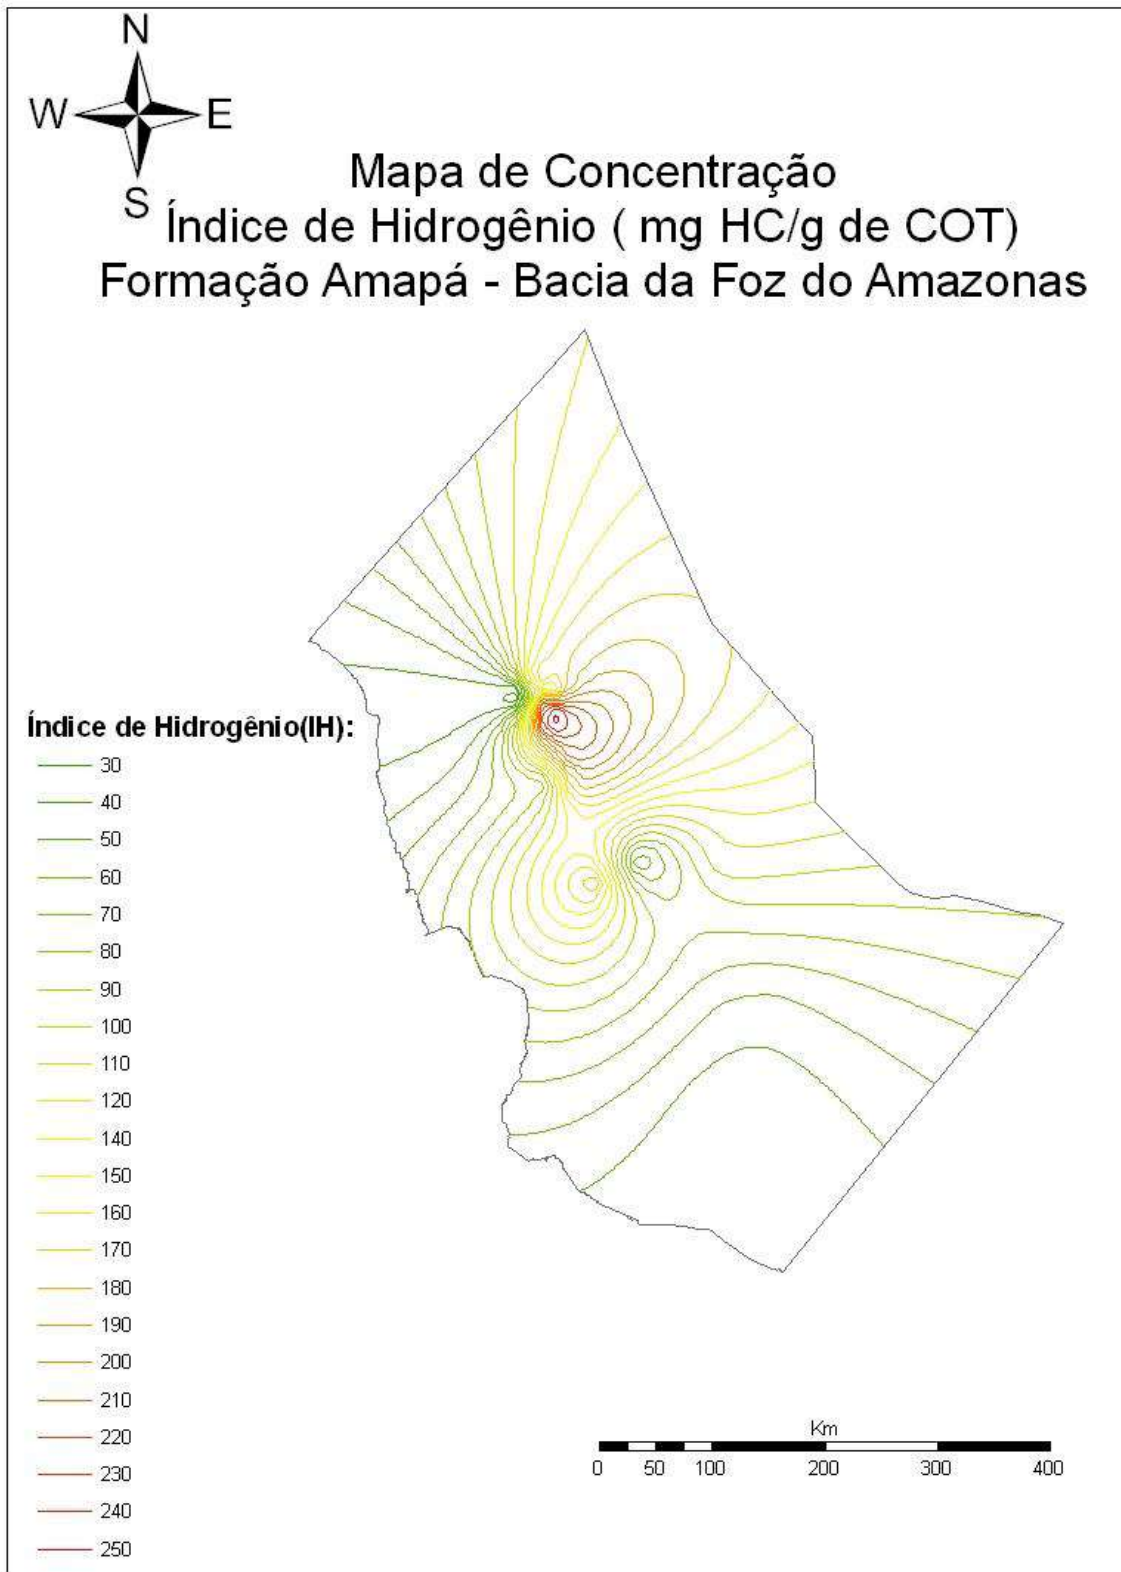 N
W E
S
Mapa de Concentração
Índice de Hidrogênio ( mg HC/g de COT)
Formação Amapá - Bacia da Foz do Amazonas
Índice de Hidrogênio(IH):
30
40
50
60
70
80
90
100
110
120
140
150
160
170
180
190
200
210
220
230
240
250
Km
0 50 100 200 300 400